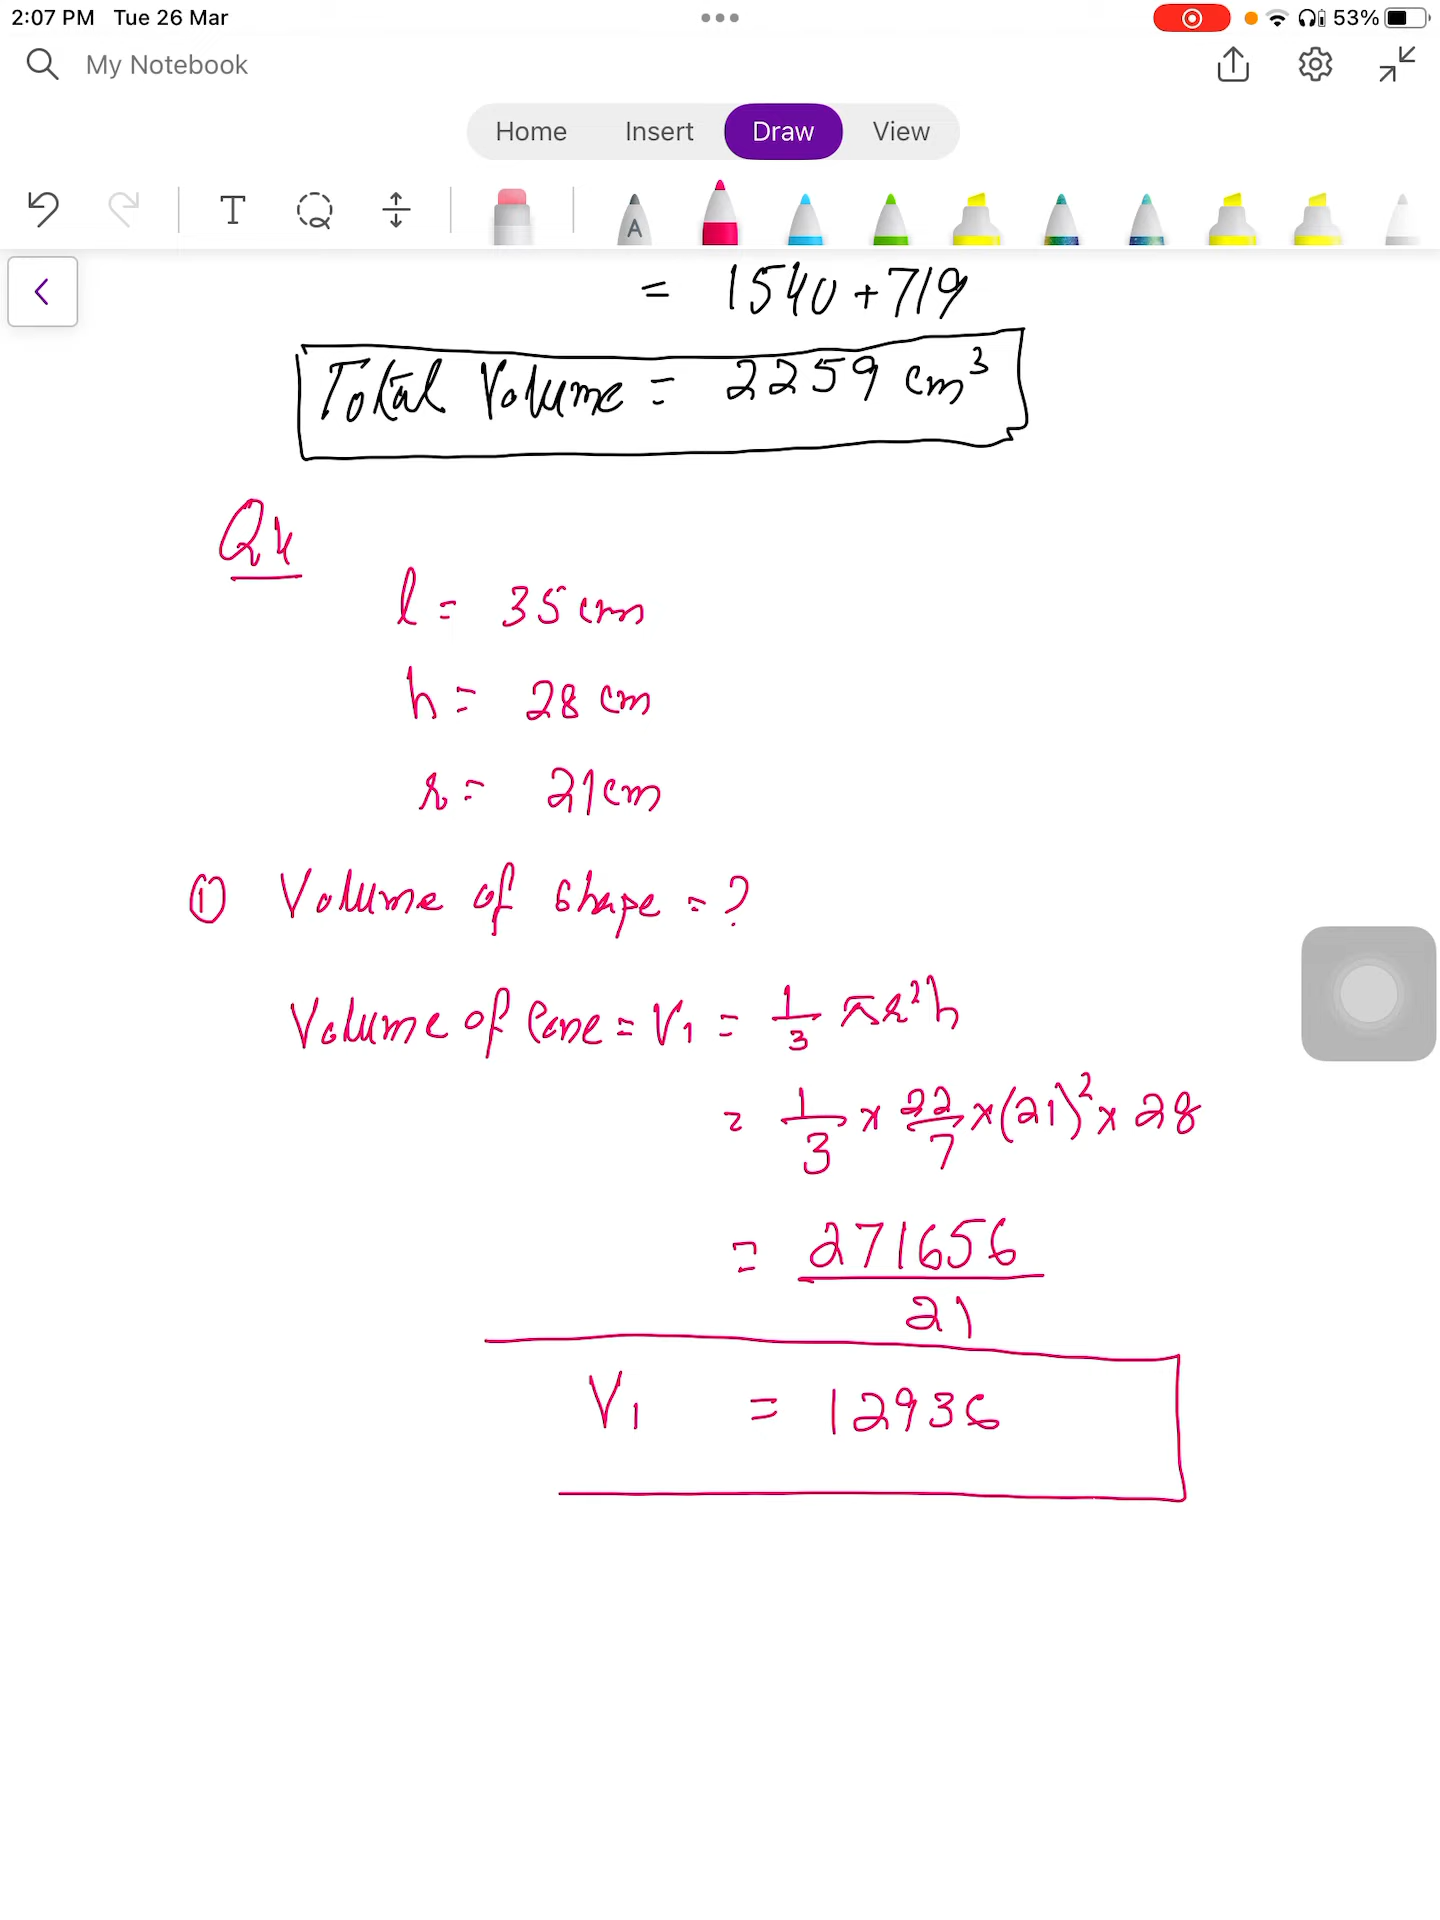 2:07 PM Tue 26 Mar 53%
My Notebook
Home Insert Draw View
T A
= 1540 + 719
Total Volume = 2259 cm³
Q4
l = 35 cm
h = 28 cm
r = 21 cm
① Volume of shape = ?
Volume of Cone = V₁ = 1/3 πr²h
= 1/3 × 22/7 × (21)² × 28
= 271656/21
V₁ = 12936